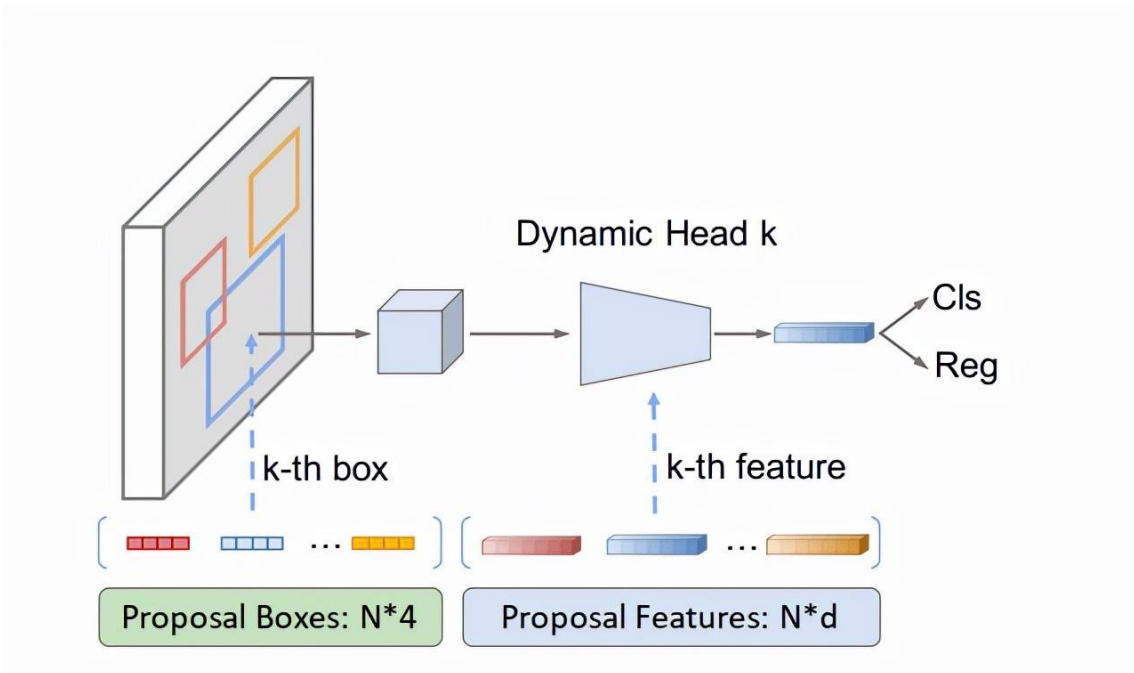 Dynamic Head k
Cls
Reg
k-th box
k-th feature
...
...
Proposal Boxes: N*4
Proposal Features: N*d